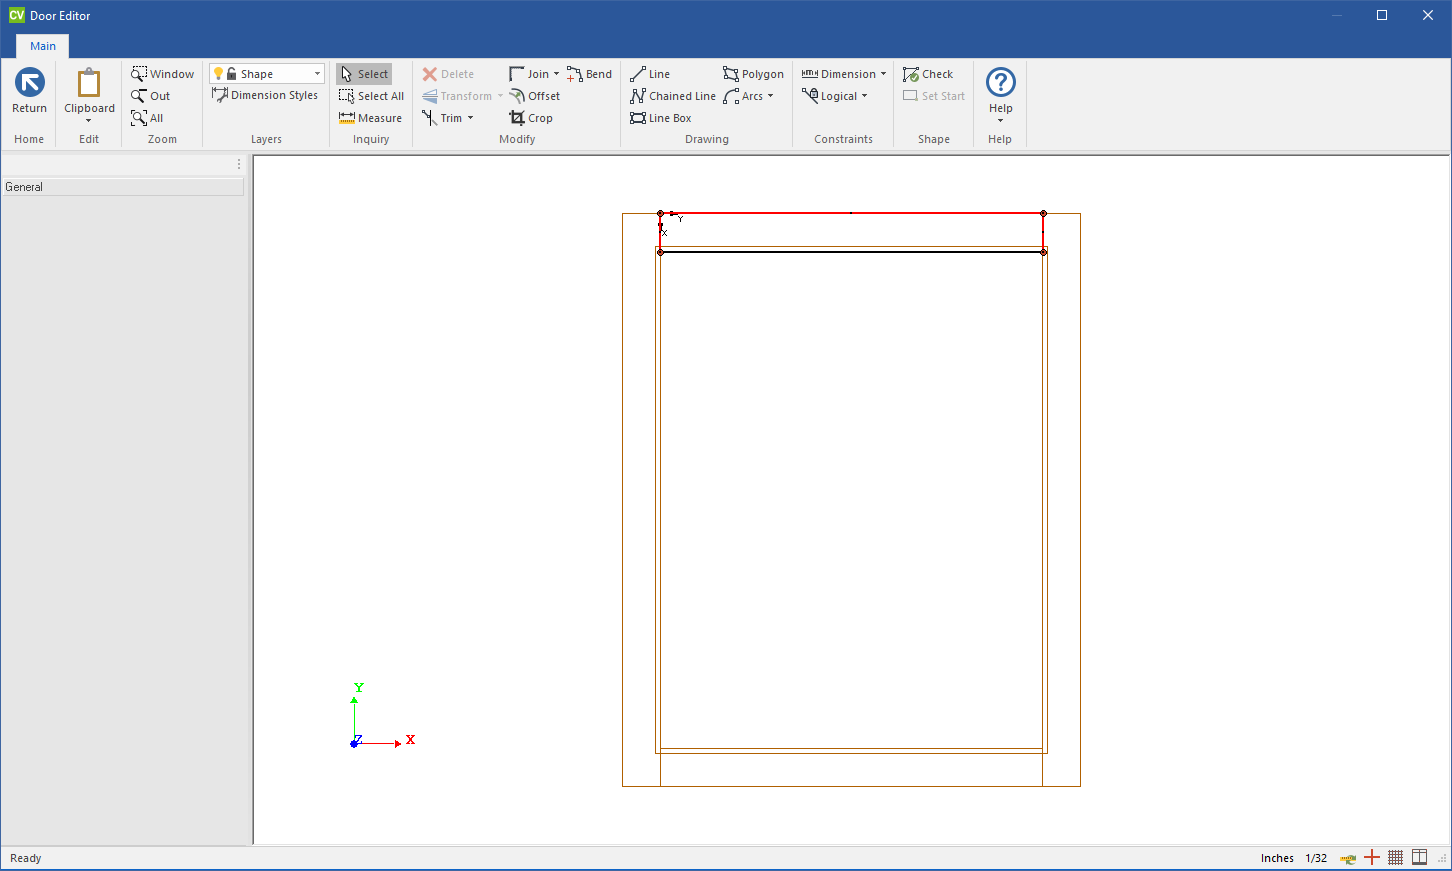 CV Door Editor
Main
Return
Home
Clipboard
Edit
Window
Out
All
Zoom
Shape
Dimension Styles
Layers
Select
Select All
Measure
Inquiry
Delete
Transform
Trim
Join
Offset
Crop
Bend
Modify
Line
Chained Line
Line Box
Polygon
Arcs
Drawing
Dimension
Logical
Constraints
Check
Set Start
Shape
Help
Help
General
Y
X
Y
Z
X
Ready
Inches 1/32